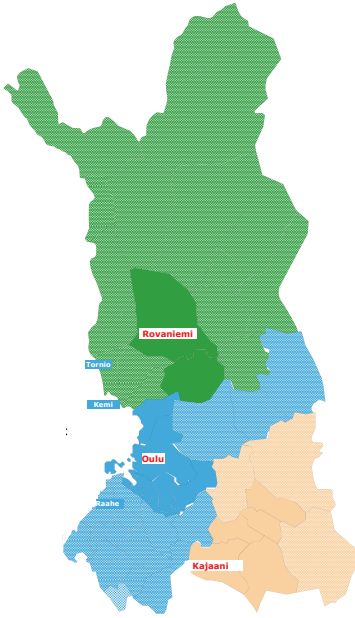 Rovaniemi
Tornio
Kemi
:
Oulu
Raahe
Kajaani